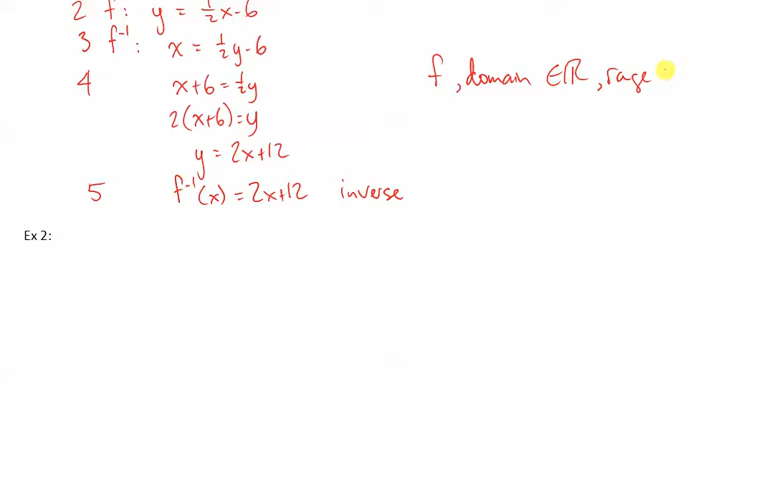 2 f: y = 1/2x - 6
3 f⁻¹: x = 1/2y - 6
4 x+6 = 1/2y
2(x+6) = y
y = 2x+12
5 f⁻¹(x) = 2x+12 inverse
f, domain ∈ℝ, rage
Ex 2: